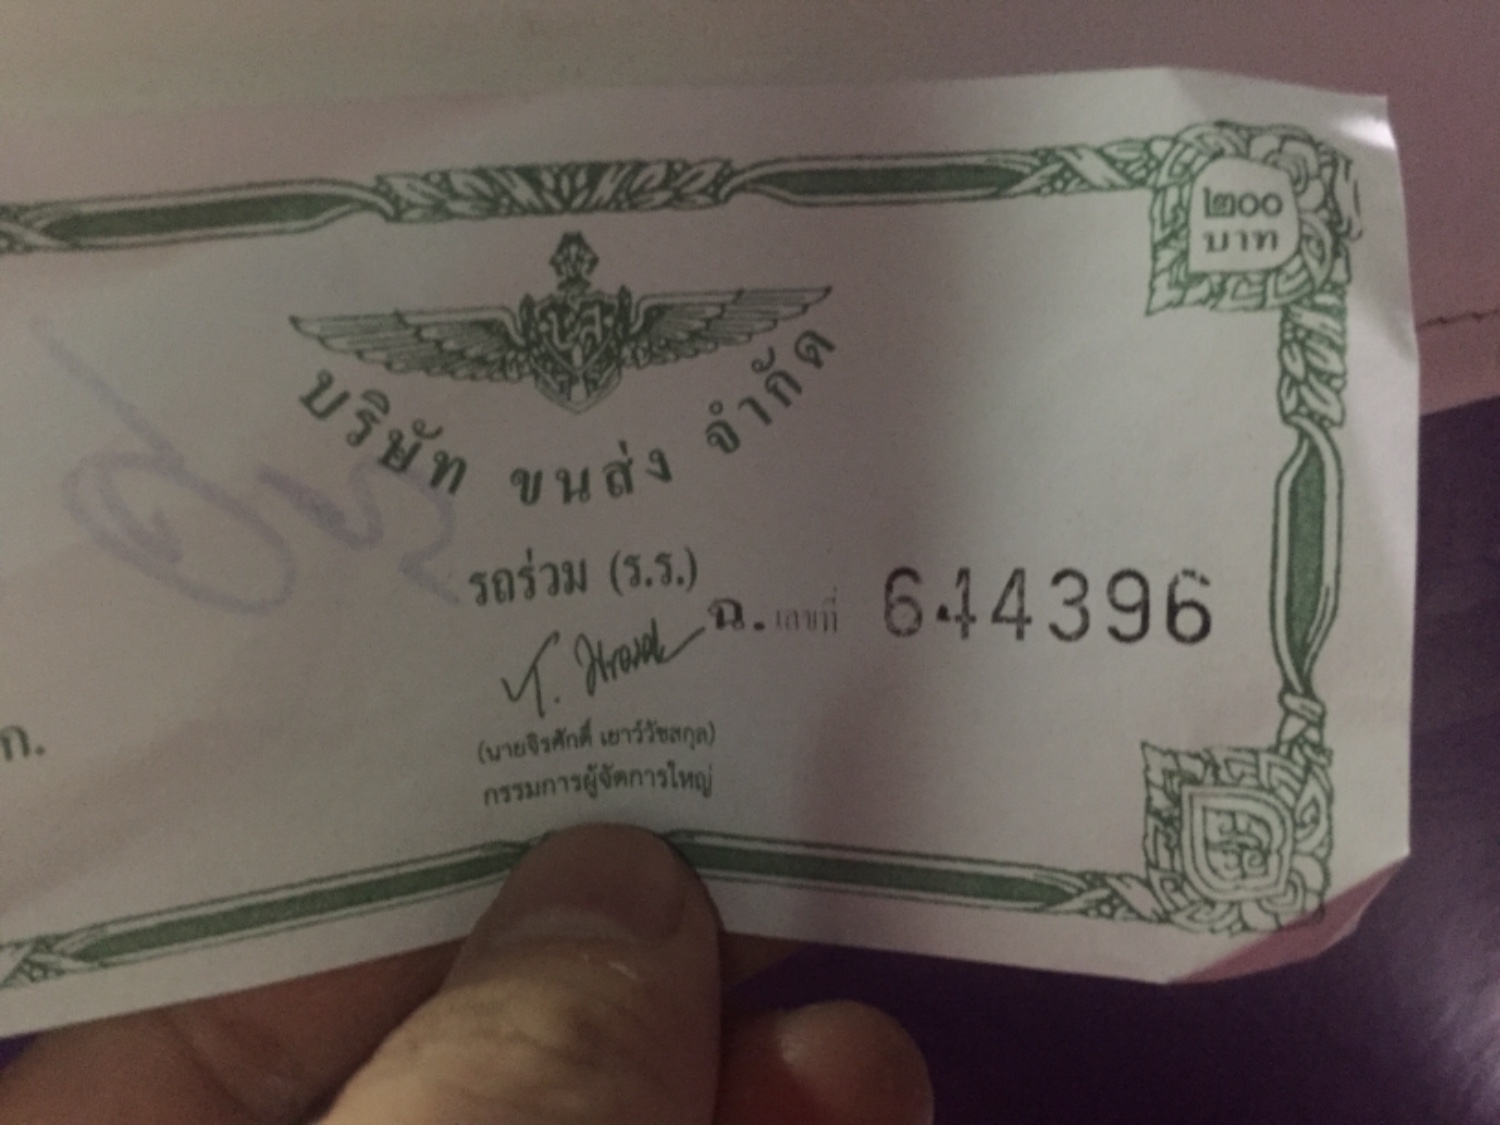 ๒๐๐
บาท
บริษัท ขนส่ง จำกัด
รถร่วม (ร.ร.)
ฉ. เลขที่ 644396
(นายจิรศักดิ์ เยาว์วัชสกุล)
กรรมการผู้จัดการใหญ่
ก.